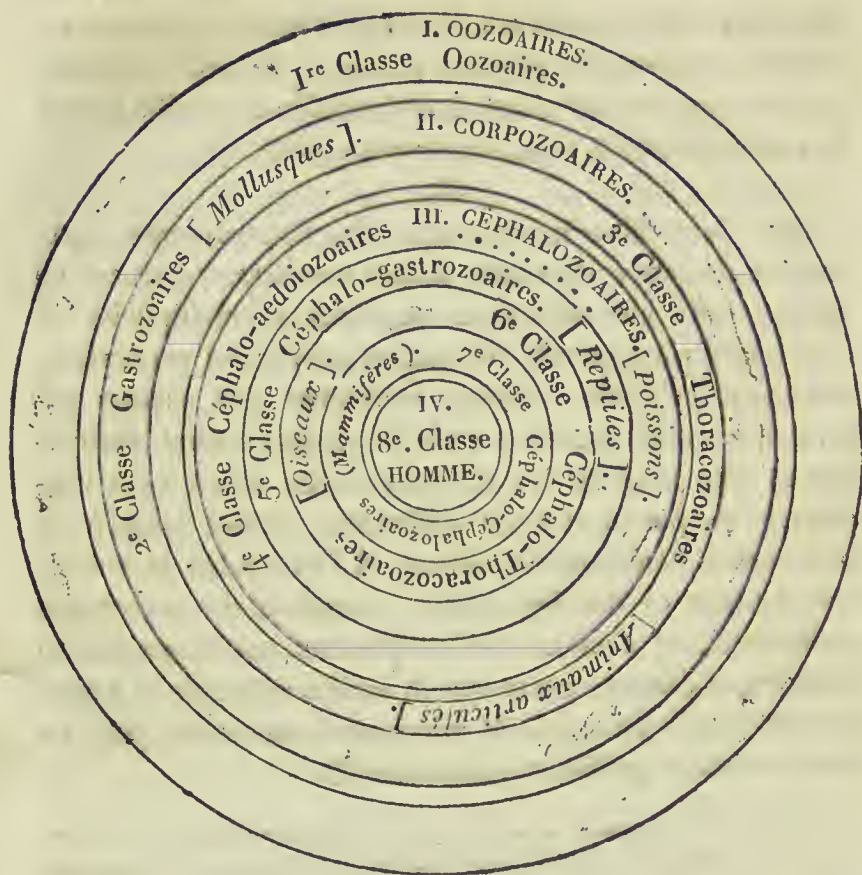 I. OOZOAIRES.
Ire Classe Oozoaires.
II. CORPOZOAIRES.
2e Classe Gastrozoaires [Mollusques].
3e Classe Thoracozoaires [Animaux articulés].
III. CÉPHALOZOAIRES.
4e Classe Céphalo-aedoiozoaires [Poissons].
5e Classe Céphalo-gastrozoaires. [Reptiles].
6e Classe Céphalo-Thoracozoaires [Oiseaux].
7e Classe Céphalo-Céphalozoaires (Mammifères).
IV.
8e. Classe
HOMME.